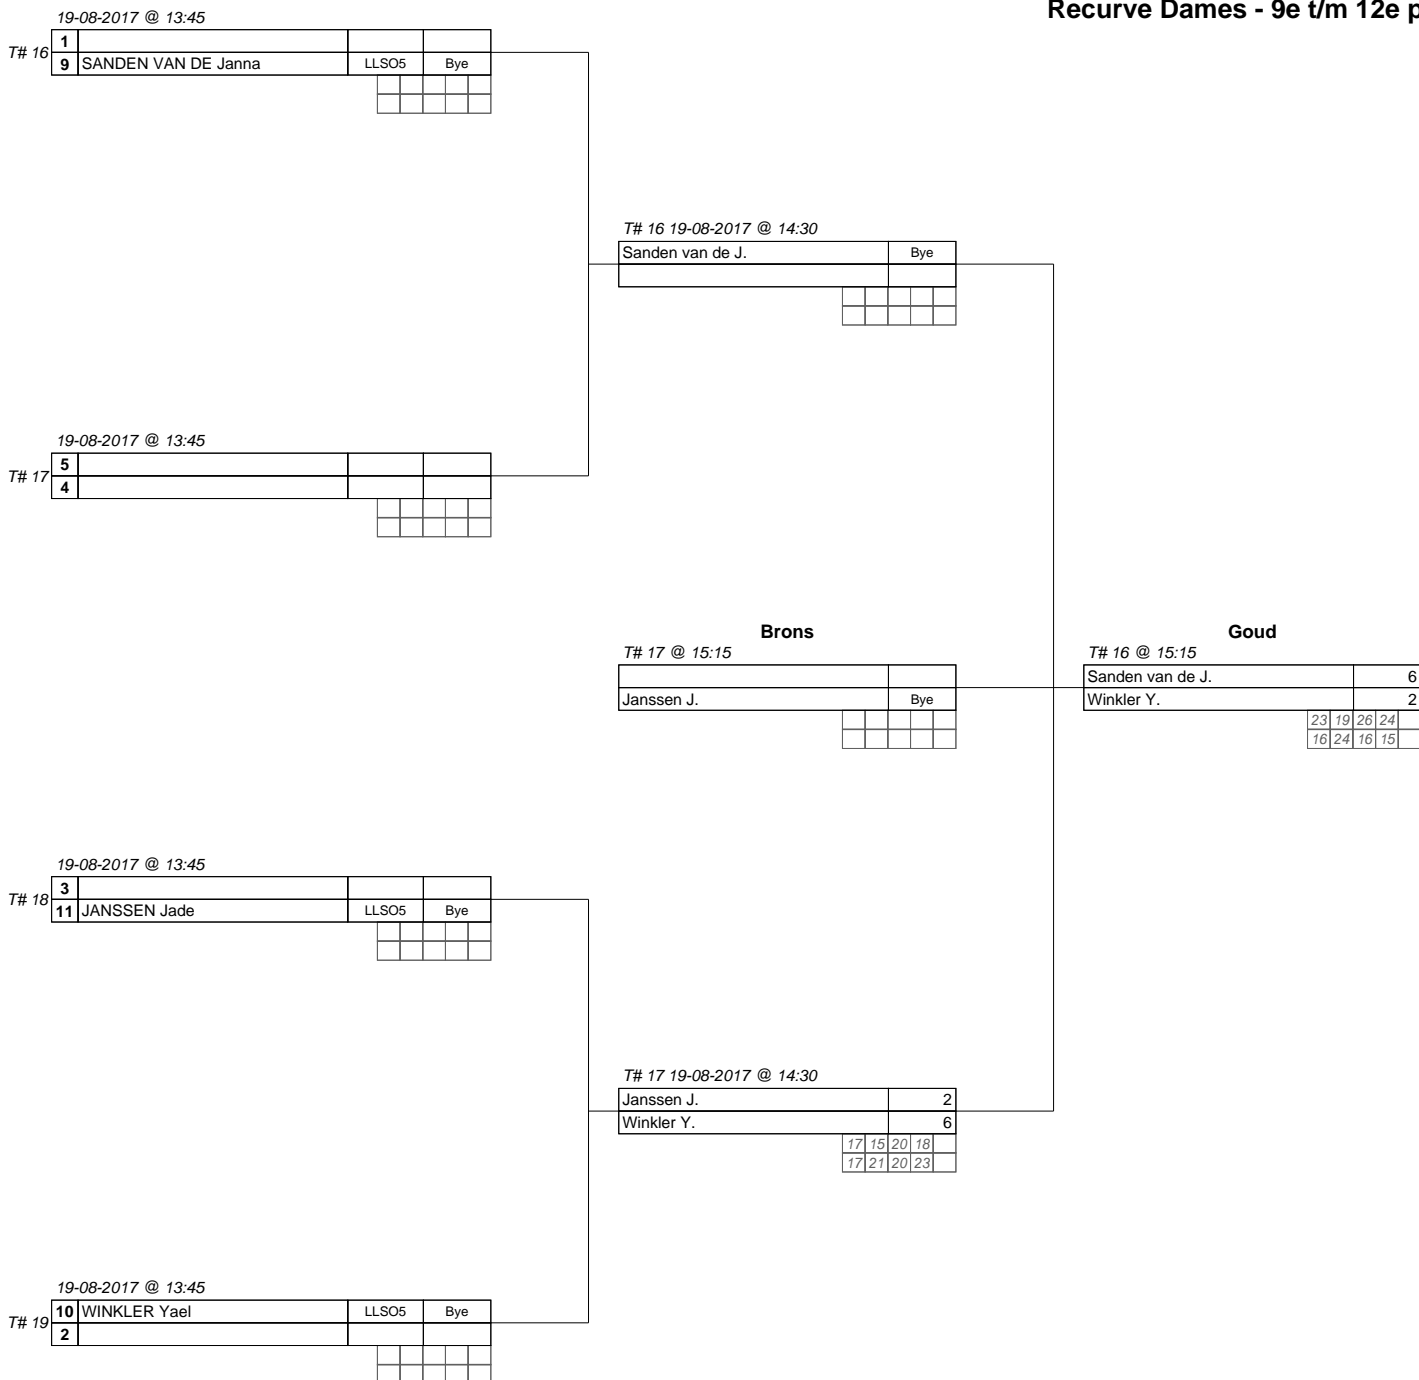 Recurve Dames - 9e t/m 12e p
19-08-2017 @ 13:45
T# 16
1
9 SANDEN VAN DE Janna LLSO5 Bye
T# 16 19-08-2017 @ 14:30
Sanden van de J. Bye
19-08-2017 @ 13:45
T# 17
5
4
Brons
T# 17 @ 15:15
Janssen J. Bye
Goud
T# 16 @ 15:15
Sanden van de J. 6
Winkler Y. 2
23 19 26 24
16 24 16 15
19-08-2017 @ 13:45
T# 18
3
11 JANSSEN Jade LLSO5 Bye
T# 17 19-08-2017 @ 14:30
Janssen J. 2
Winkler Y. 6
17 15 20 18
17 21 20 23
19-08-2017 @ 13:45
T# 19
10 WINKLER Yael LLSO5 Bye
2